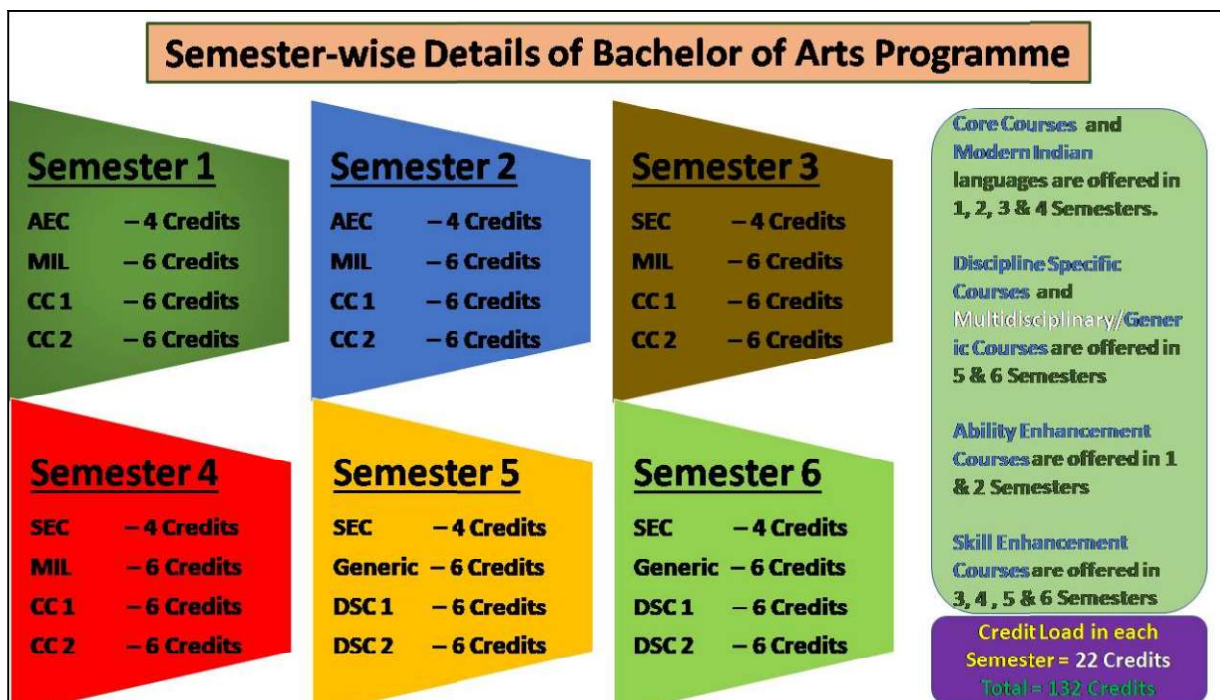 Semester-wise Details of Bachelor of Arts Programme
Semester 1
AEC – 4 Credits
MIL – 6 Credits
CC 1 – 6 Credits
CC 2 – 6 Credits
Semester 2
AEC – 4 Credits
MIL – 6 Credits
CC 1 – 6 Credits
CC 2 – 6 Credits
Semester 3
SEC – 4 Credits
MIL – 6 Credits
CC 1 – 6 Credits
CC 2 – 6 Credits
Semester 4
SEC – 4 Credits
MIL – 6 Credits
CC 1 – 6 Credits
CC 2 – 6 Credits
Semester 5
SEC – 4 Credits
Generic – 6 Credits
DSC 1 – 6 Credits
DSC 2 – 6 Credits
Semester 6
SEC – 4 Credits
Generic – 6 Credits
DSC 1 – 6 Credits
DSC 2 – 6 Credits
Core Courses and
Modern Indian
languages are offered in
1, 2, 3 & 4 Semesters.
Discipline Specific
Courses and
Multidisciplinary/Gener
ic Courses are offered in
5 & 6 Semesters
Ability Enhancement
Courses are offered in 1
& 2 Semesters
Skill Enhancement
Courses are offered in
3, 4 , 5 & 6 Semesters
Credit Load in each
Semester = 22 Credits
Total = 132 Credits